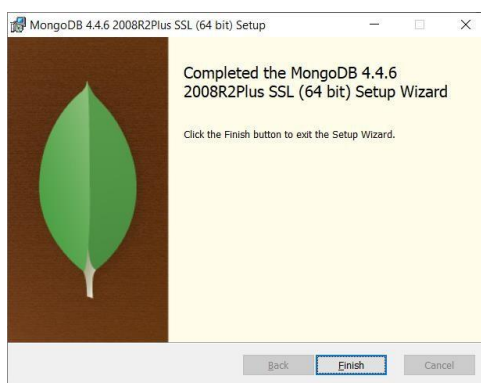 MongoDB 4.4.6 2008R2Plus SSL (64 bit) Setup
Completed the MongoDB 4.4.6
2008R2Plus SSL (64 bit) Setup Wizard
Click the Finish button to exit the Setup Wizard.
Back Finish Cancel